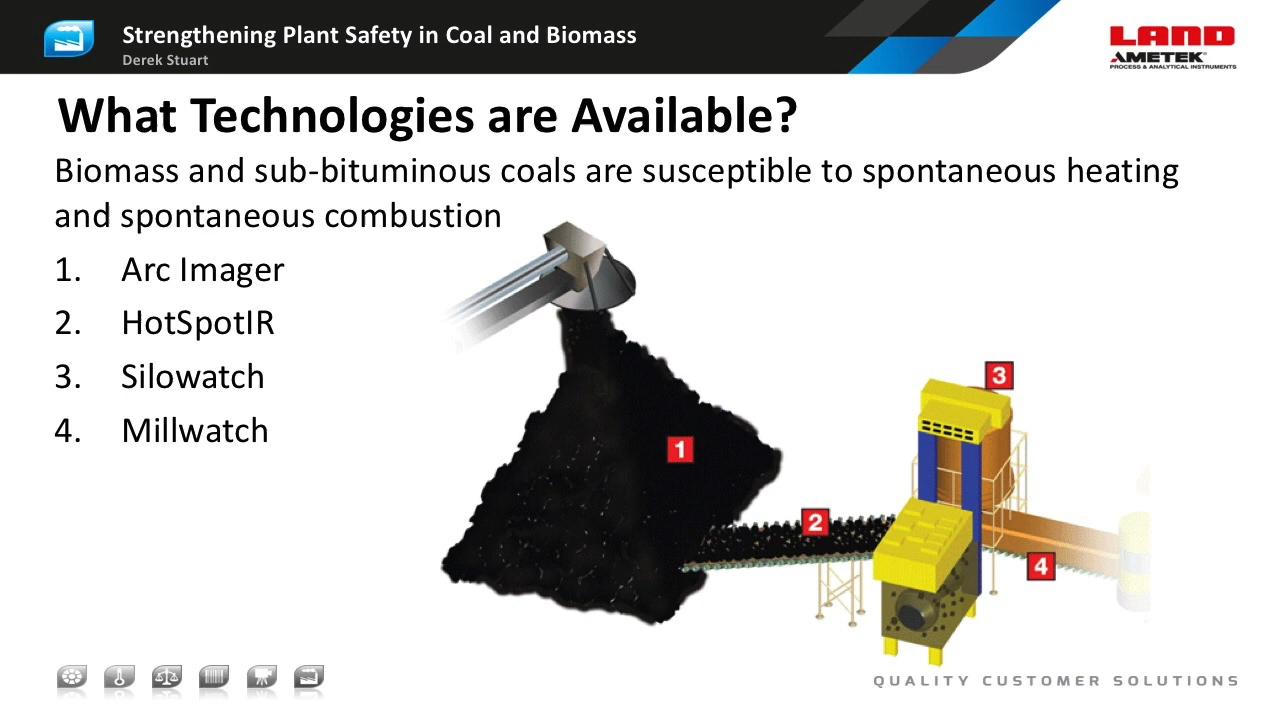 Strengthening Plant Safety in Coal and Biomass
Derek Stuart
LAND
AMETEK
PROCESS & ANALYTICAL INSTRUMENTS
What Technologies are Available?
Biomass and sub-bituminous coals are susceptible to spontaneous heating
and spontaneous combustion
1. Arc Imager
2. HotSpotIR
3. Silowatch
4. Millwatch
3
1
2
4
QUALITY CUSTOMER SOLUTIONS